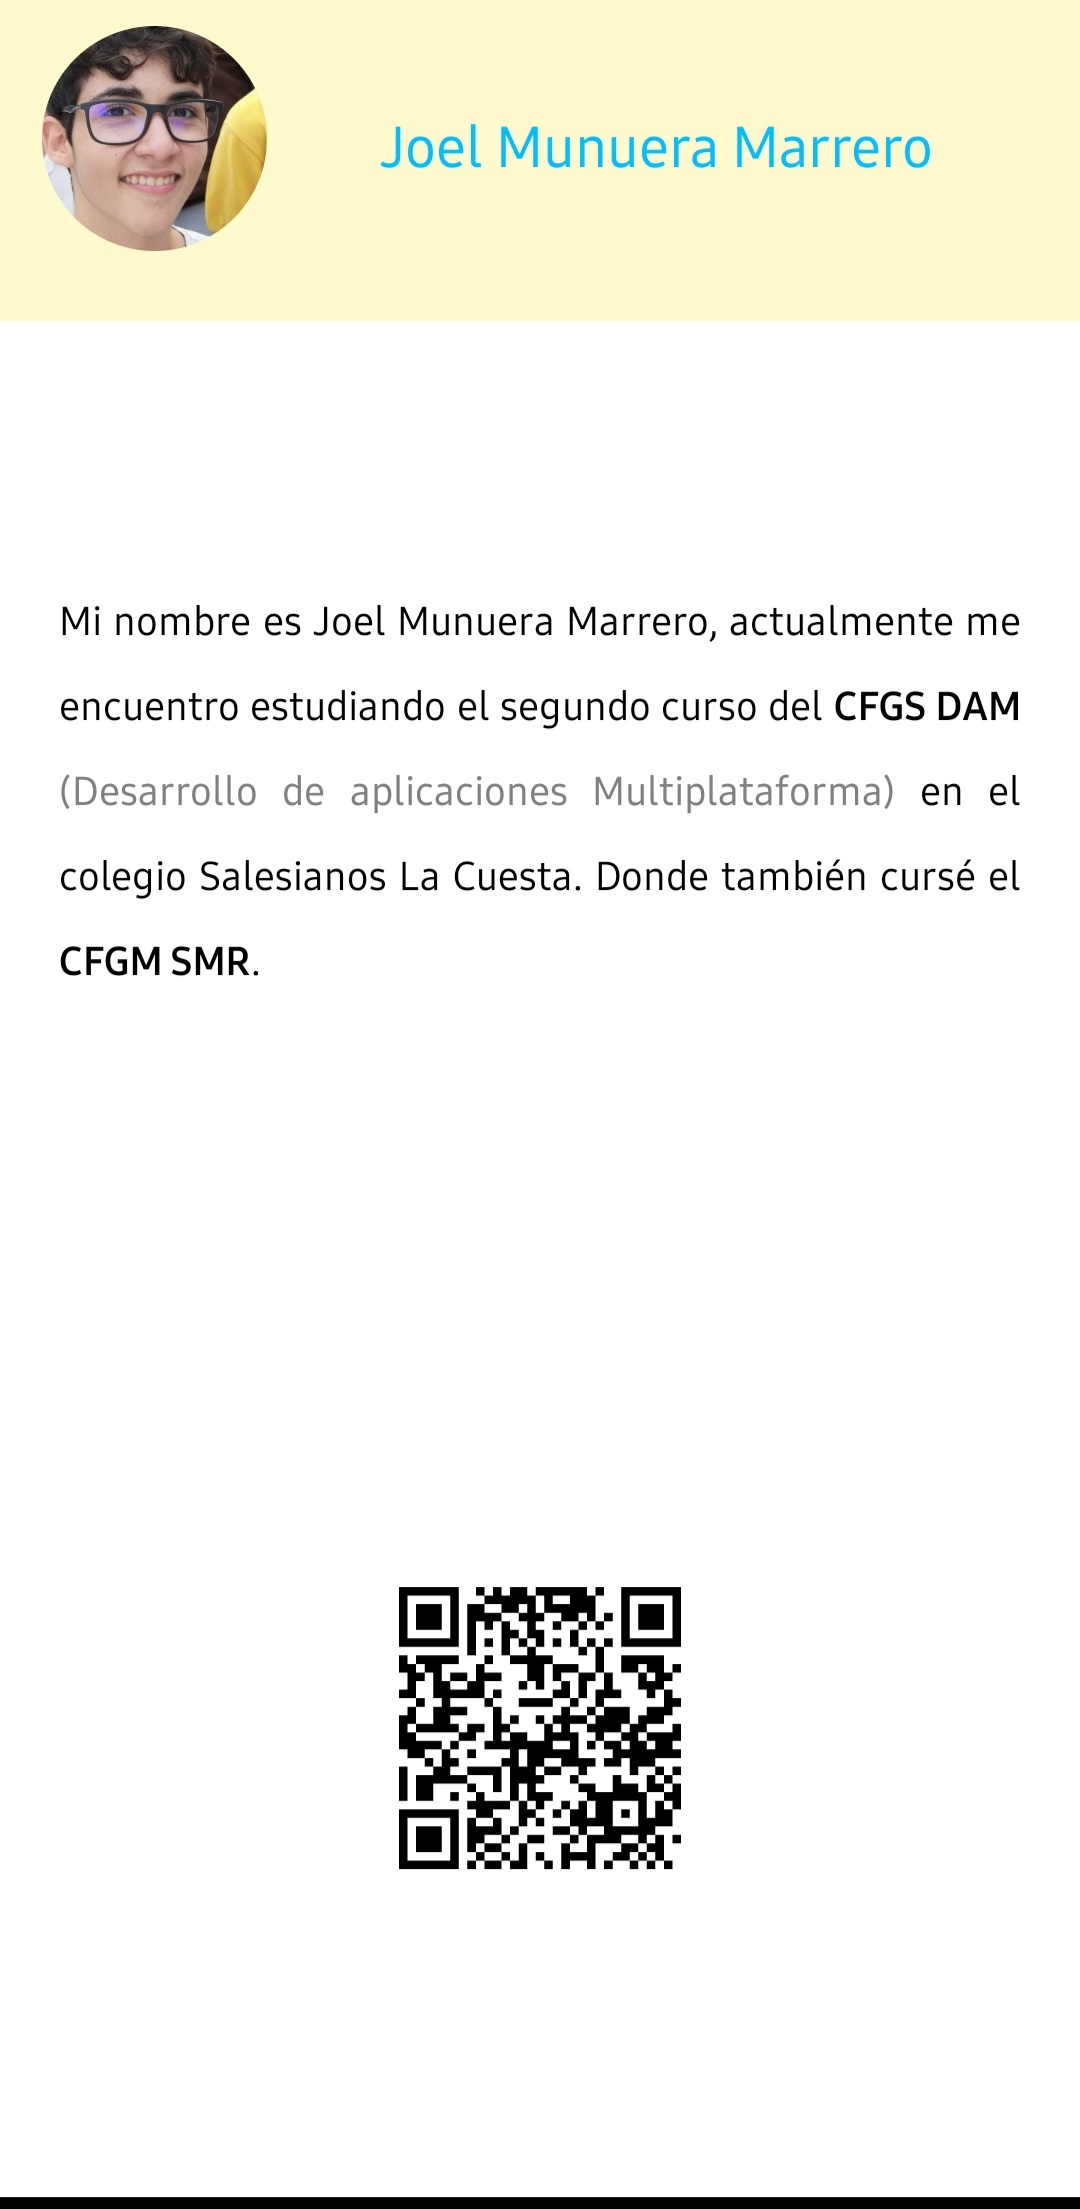 Joel Munuera Marrero
Mi nombre es Joel Munuera Marrero, actualmente me
encuentro estudiando el segundo curso del CFGS DAM
(Desarrollo de aplicaciones Multiplataforma) en el
colegio Salesianos La Cuesta. Donde también cursé el
CFGM SMR.